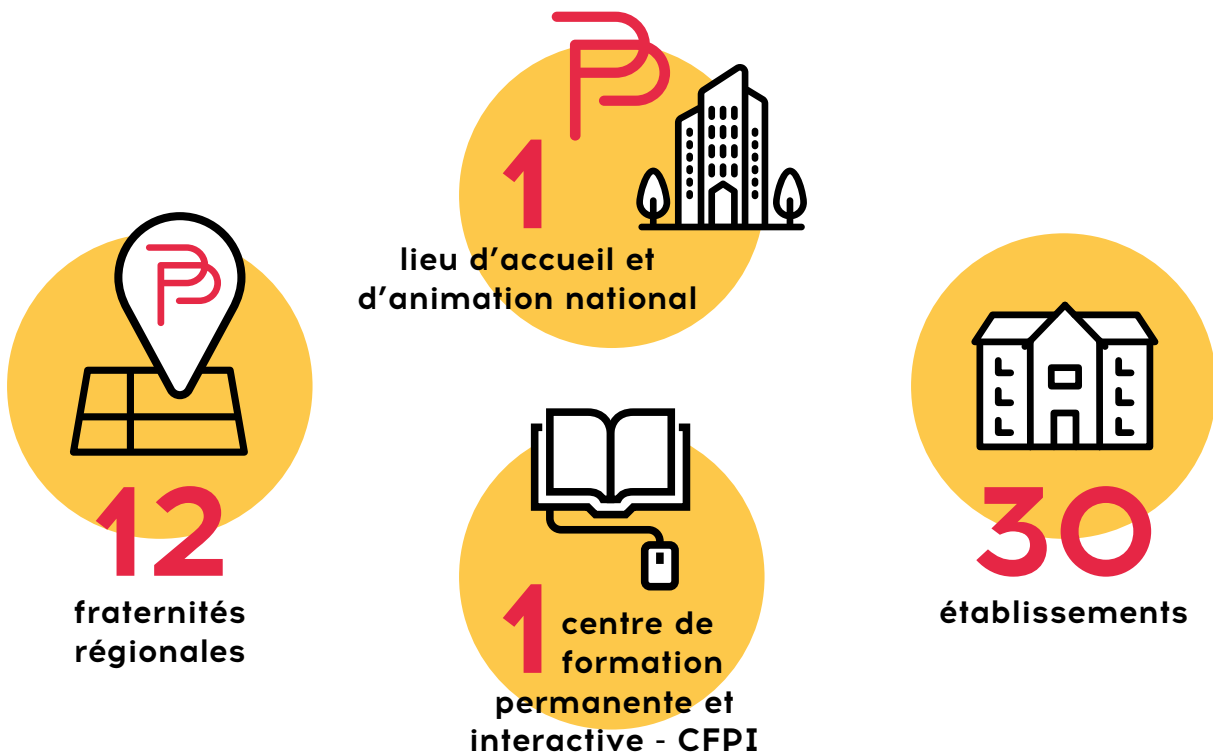 1
lieu d'accueil et
d'animation national
12
fraternités
régionales
1 centre de
formation
permanente et
interactive - CFPI
30
établissements